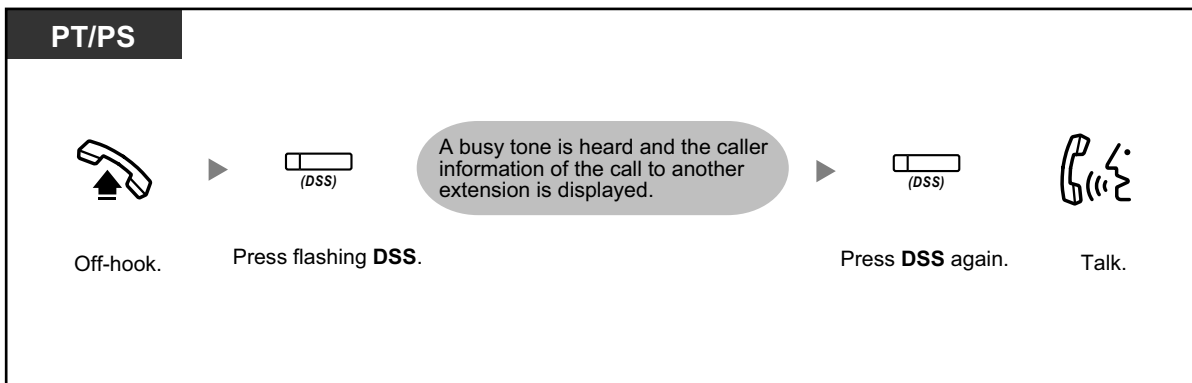 PT/PS
(DSS)
A busy tone is heard and the caller
information of the call to another
extension is displayed.
(DSS)
Off-hook.
Press flashing DSS.
Press DSS again.
Talk.